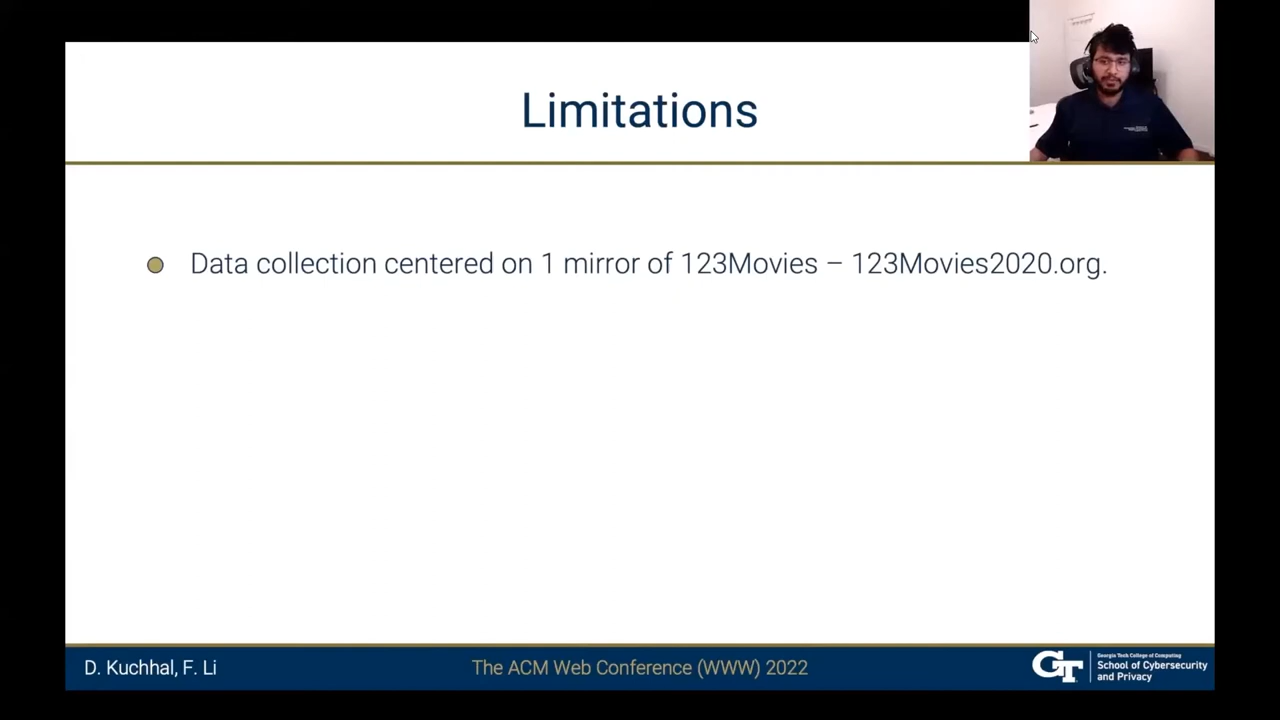 Limitations
Data collection centered on 1 mirror of 123Movies – 123Movies2020.org.
D. Kuchhal, F. Li
The ACM Web Conference (WWW) 2022
GT
Georgia Tech College of Computing
School of Cybersecurity
and Privacy